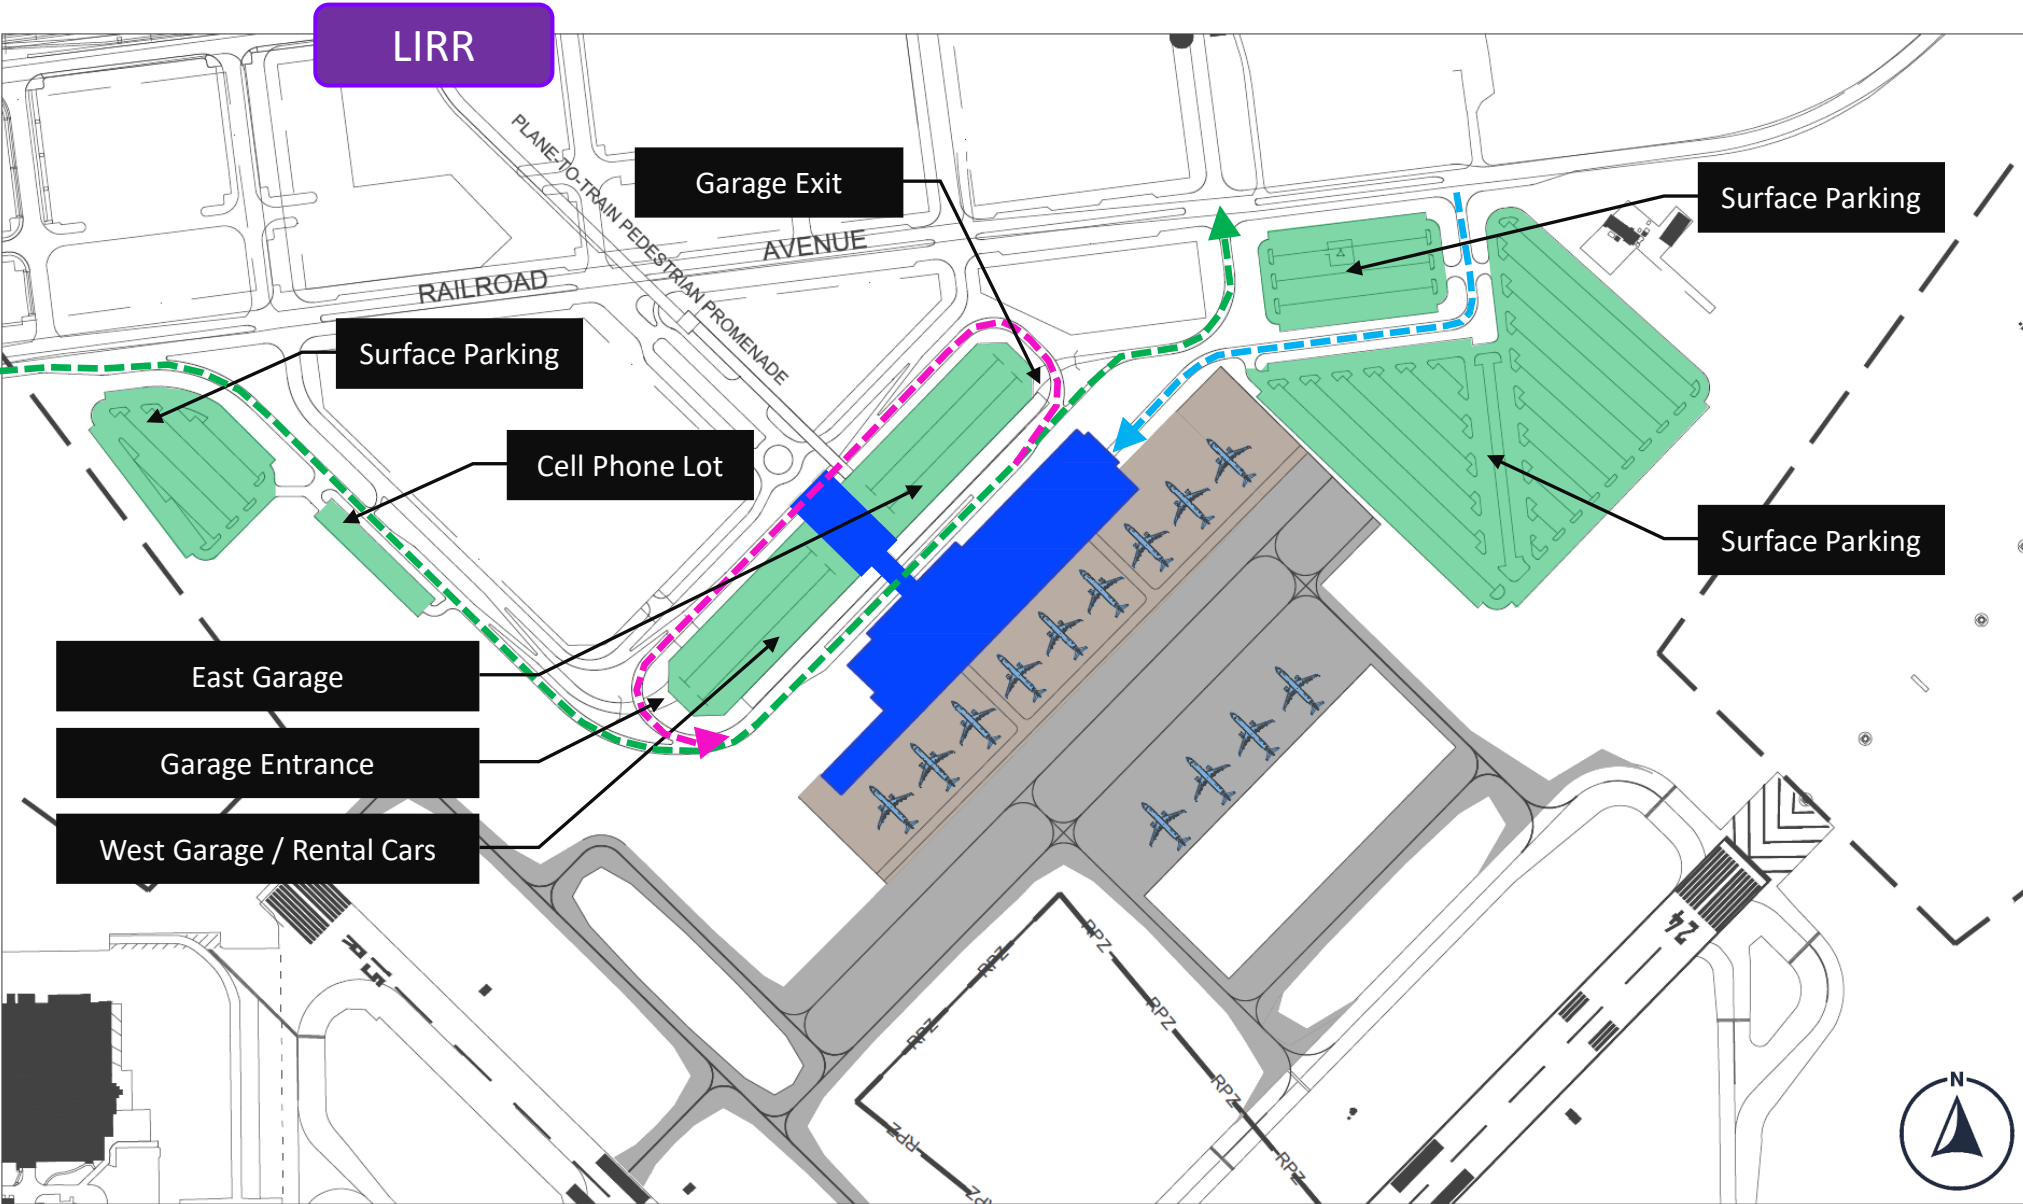 LIRR
PLANE-TO-TRAIN PEDESTRIAN PROMENADE
Garage Exit
Surface Parking
RAILROAD AVENUE
Surface Parking
Cell Phone Lot
Surface Parking
East Garage
Garage Entrance
West Garage / Rental Cars
24
RPZ
RPZ
RPZ
RPZ
RPZ
RPZ
RPZ
N